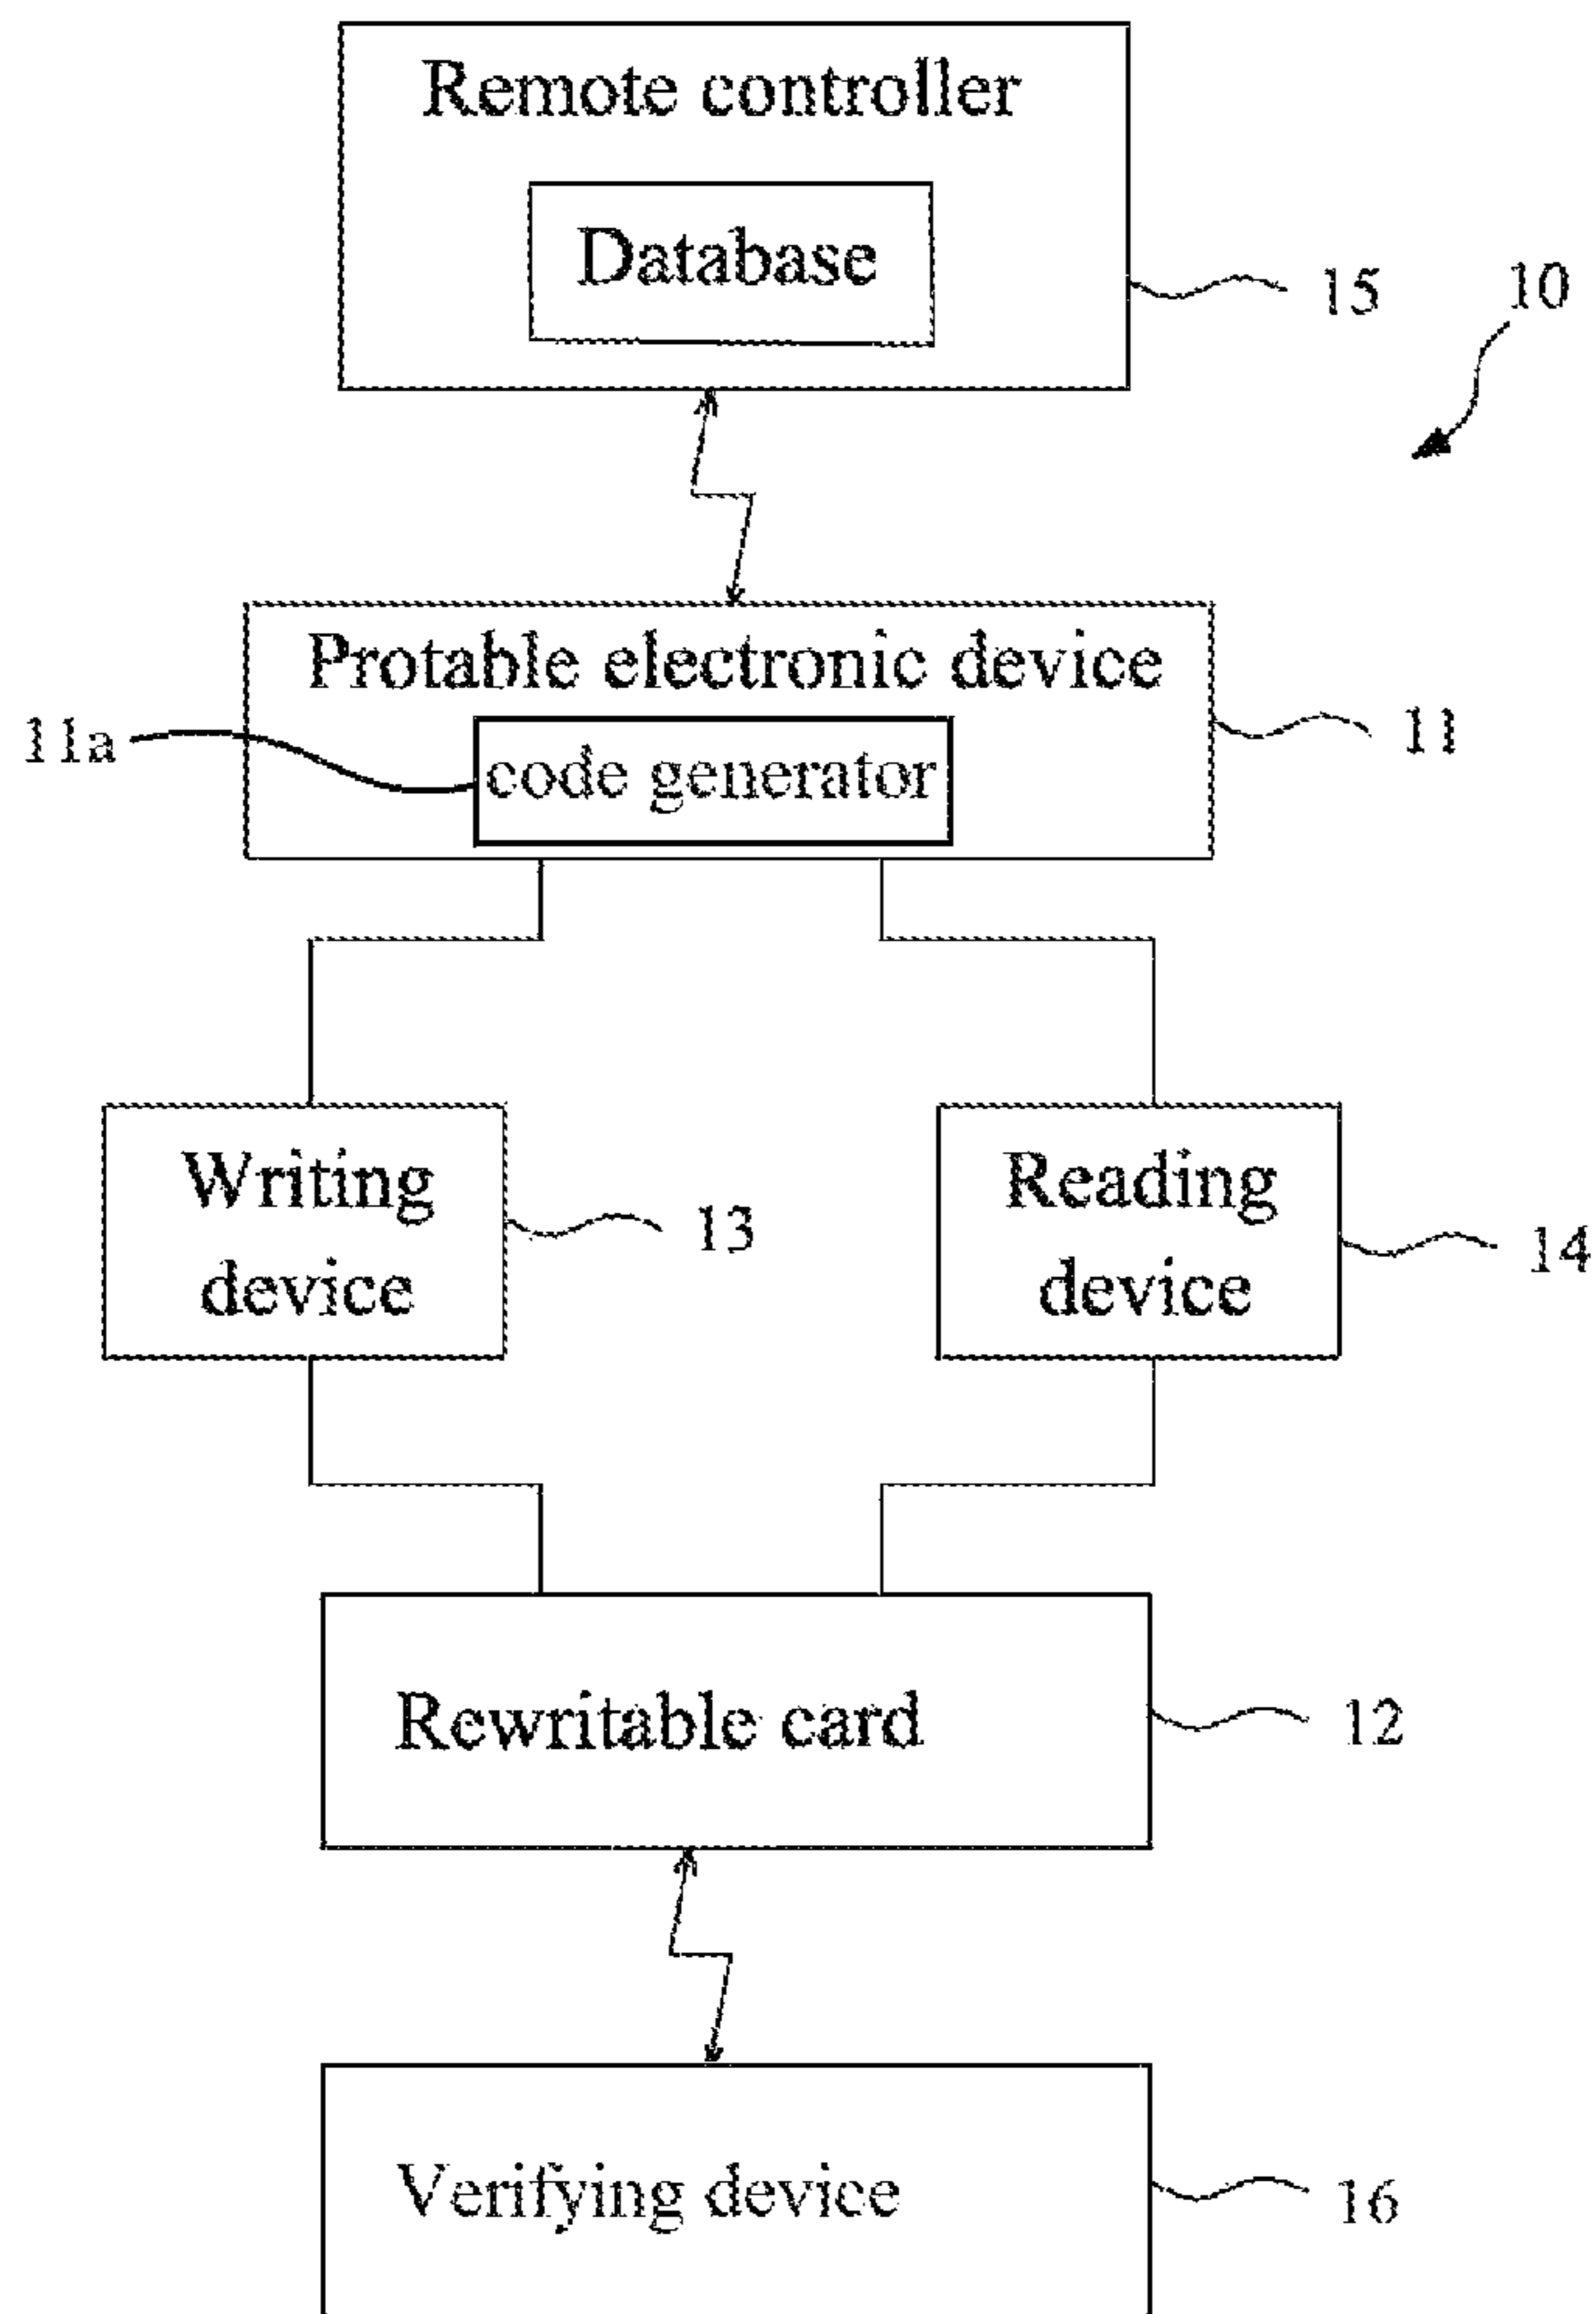 Remote controller
Database
15
10
Protable electronic device
11a
code generator
11
Writing
device
13
Reading
device
14
Rewritable card
12
Verifying device
16